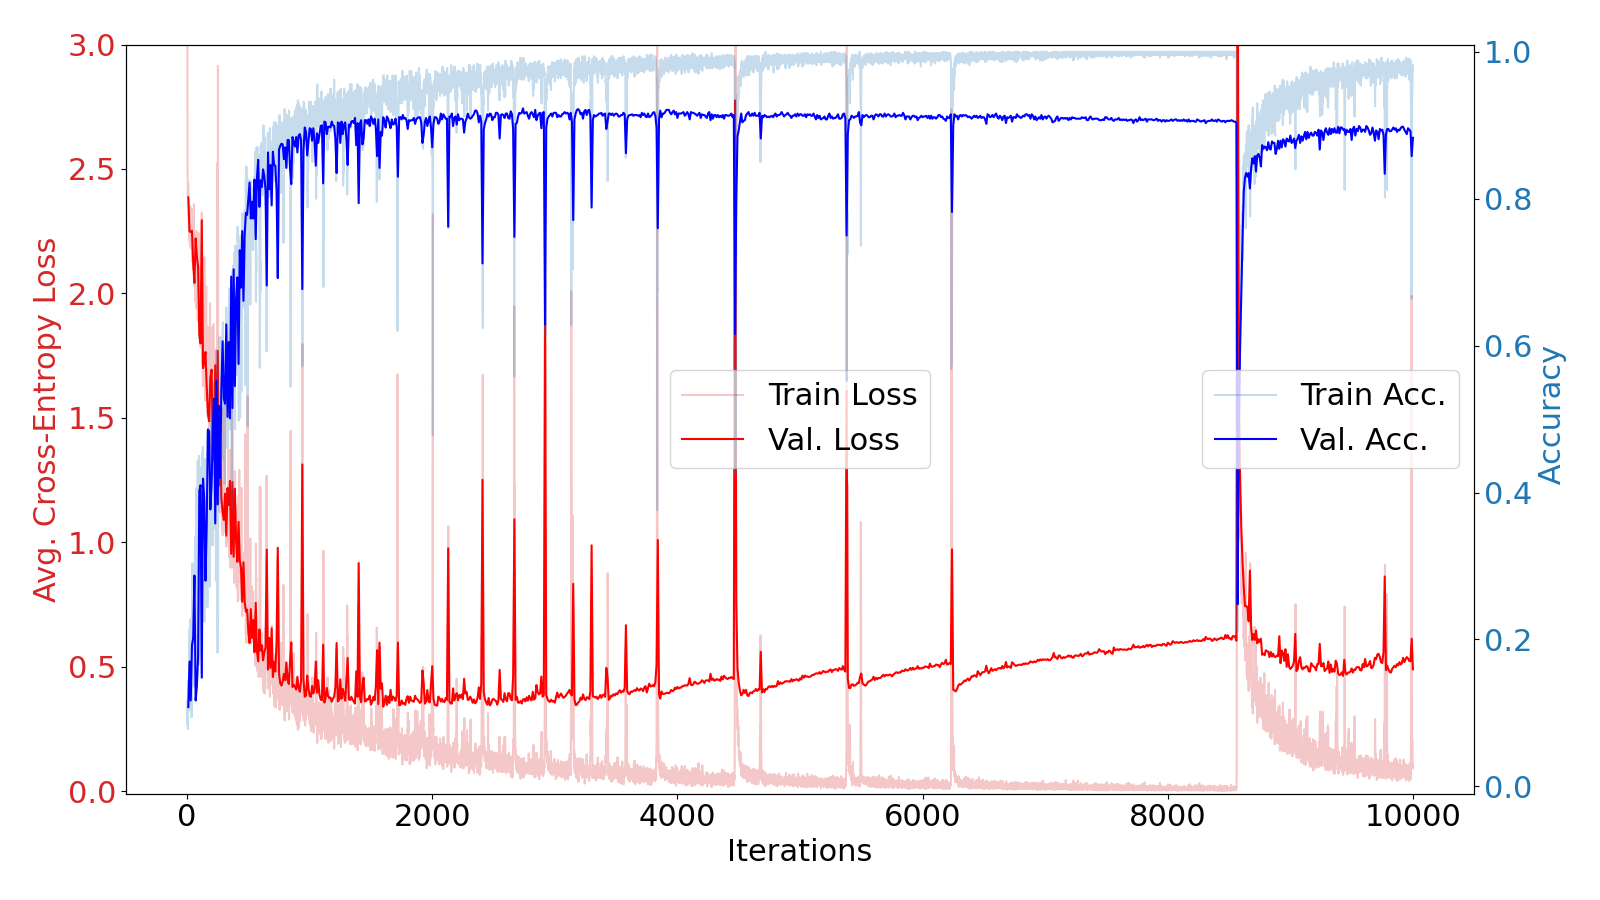 3.0
2.5
2.0
1.5
1.0
0.5
0.0
Avg. Cross-Entropy Loss
1.0
0.8
0.6
0.4
0.2
0.0
Accuracy
Train Loss
Val. Loss
Train Acc.
Val. Acc.
0 2000 4000 6000 8000 10000
Iterations